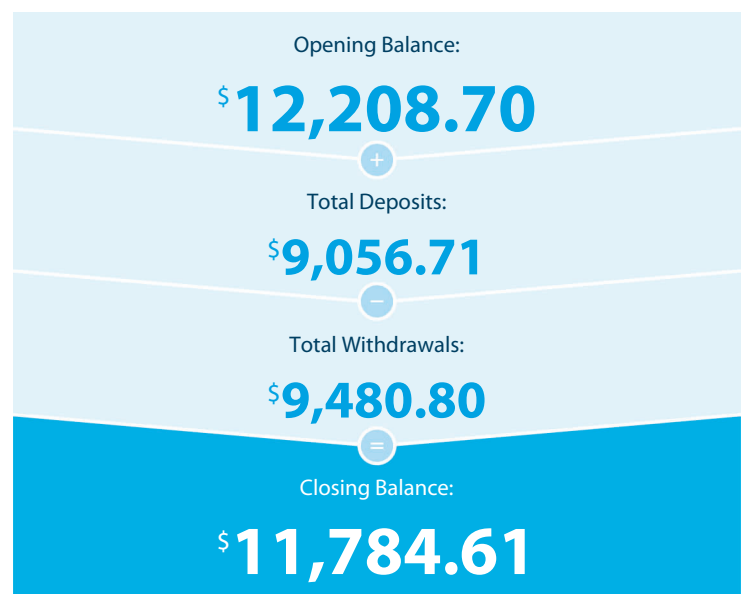 Opening Balance:
$12,208.70
+
Total Deposits:
$9,056.71
−
Total Withdrawals:
$9,480.80
=
Closing Balance:
$11,784.61